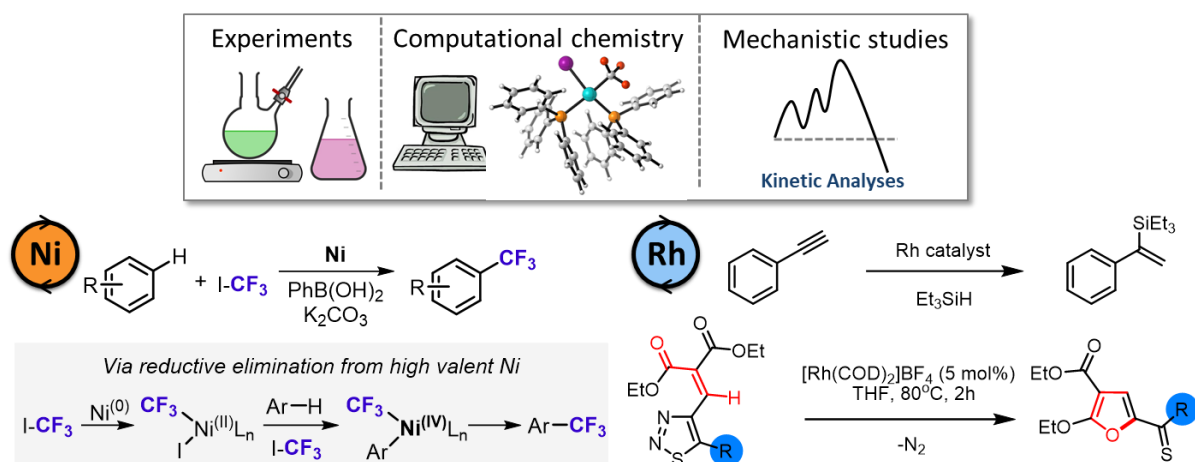 Experiments
Computational chemistry
Mechanistic studies
Kinetic Analyses
Ni
R
H
+ I-CF3
Ni
PhB(OH)2
K2CO3
R
CF3
Via reductive elimination from high valent Ni
I-CF3
Ni(0)
CF3
Ni(II)Ln
I
Ar–H
I-CF3
CF3
Ni(IV)Ln
Ar
Ar–CF3
Rh
Rh catalyst
Et3SiH
SiEt3
O
O
OEt
EtO
H
N
N
S
R
[Rh(COD)2]BF4 (5 mol%)
THF, 80°C, 2h
-N2
O
EtO
EtO
O
R
S